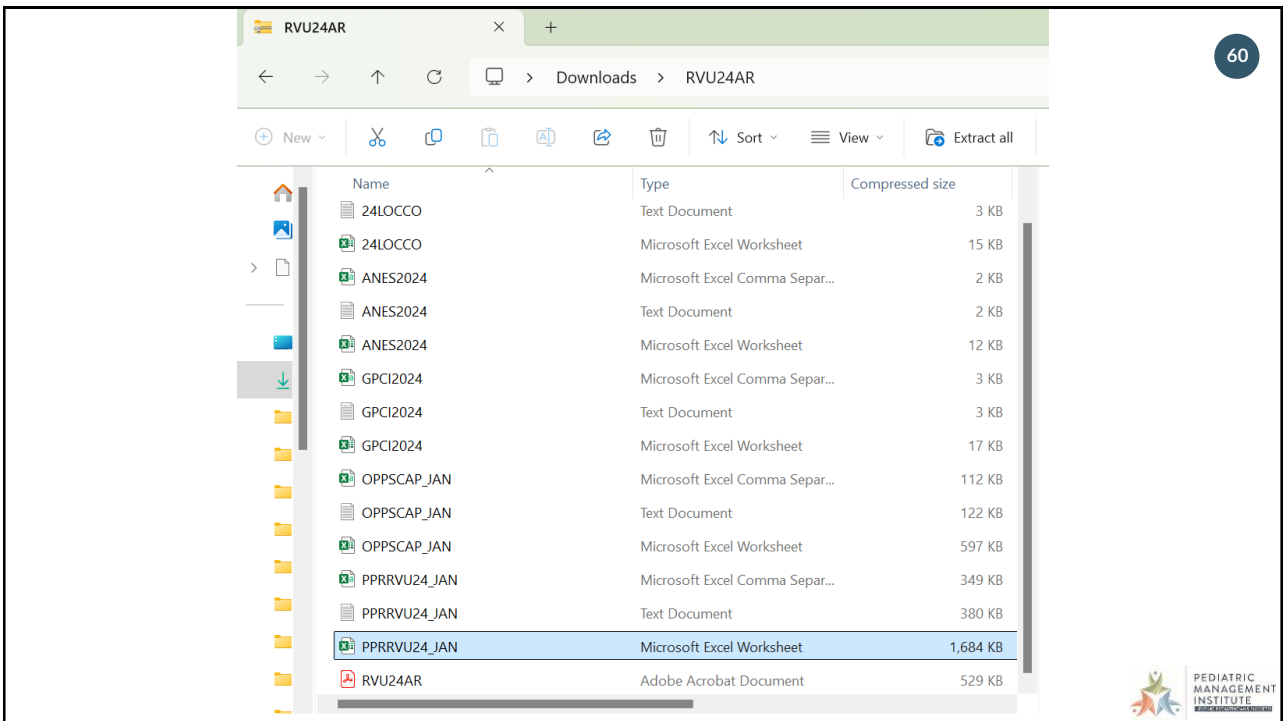 RVU24AR
60
Downloads > RVU24AR
New Sort View Extract all
Name Type Compressed size
24LOCCO Text Document 3 KB
24LOCCO Microsoft Excel Worksheet 15 KB
ANES2024 Microsoft Excel Comma Separ... 2 KB
ANES2024 Text Document 2 KB
ANES2024 Microsoft Excel Worksheet 12 KB
GPCI2024 Microsoft Excel Comma Separ... 3 KB
GPCI2024 Text Document 3 KB
GPCI2024 Microsoft Excel Worksheet 17 KB
OPPSCAP_JAN Microsoft Excel Comma Separ... 112 KB
OPPSCAP_JAN Text Document 122 KB
OPPSCAP_JAN Microsoft Excel Worksheet 597 KB
PPRRVU24_JAN Microsoft Excel Comma Separ... 349 KB
PPRRVU24_JAN Text Document 380 KB
PPRRVU24_JAN Microsoft Excel Worksheet 1,684 KB
RVU24AR Adobe Acrobat Document 529 KB
PEDIATRIC
MANAGEMENT
INSTITUTE